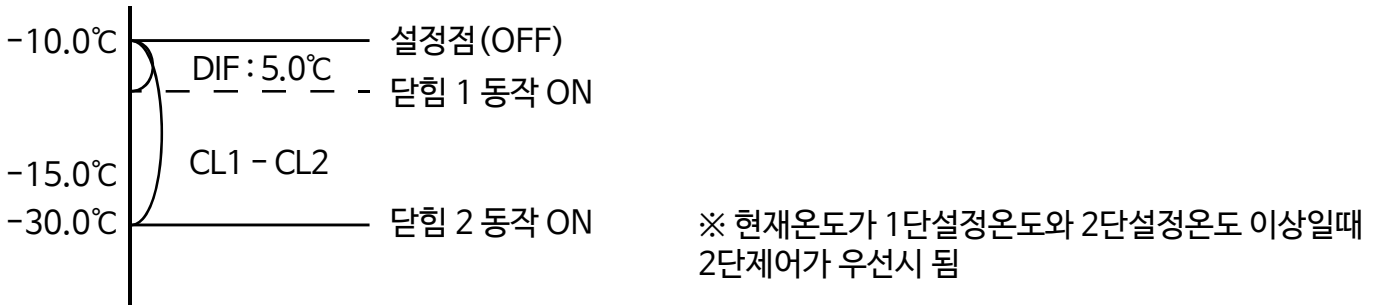 -10.0℃ 설정점(OFF)
DIF : 5.0℃
닫힘 1 동작 ON
-15.0℃ CL1 - CL2
-30.0℃ 닫힘 2 동작 ON
※ 현재온도가 1단설정온도와 2단설정온도 이상일때
2단제어가 우선시 됨